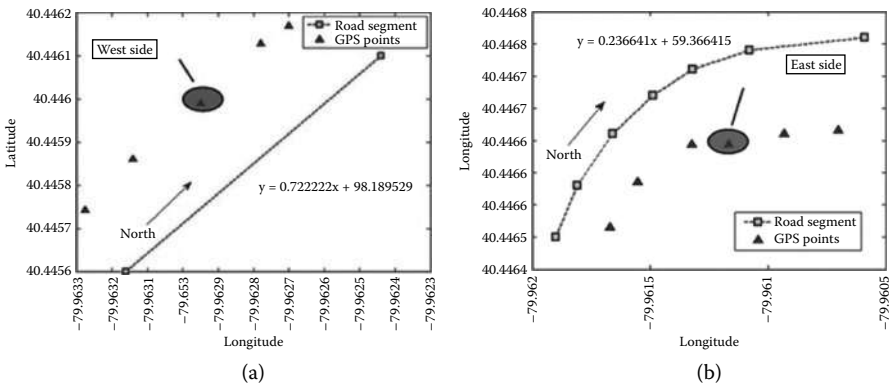 40.4462
40.4461
40.446
40.4459
40.4458
40.4457
40.4456
Latitude
West side
Road segment
GPS points
y = 0.722222x + 98.189529
North
−79.9633
−79.9632
−79.9631
−79.9653
−79.9629
−79.9628
−79.9627
−79.9626
−79.9625
−79.9624
−79.9623
Longitude
(a)
40.4468
40.4468
40.4467
40.4467
40.4466
40.4466
40.4465
40.4464
Longitude
y = 0.236641x + 59.366415
East side
North
Road segment
GPS points
−79.962
−79.9615
−79.961
−79.9605
Longitude
(b)